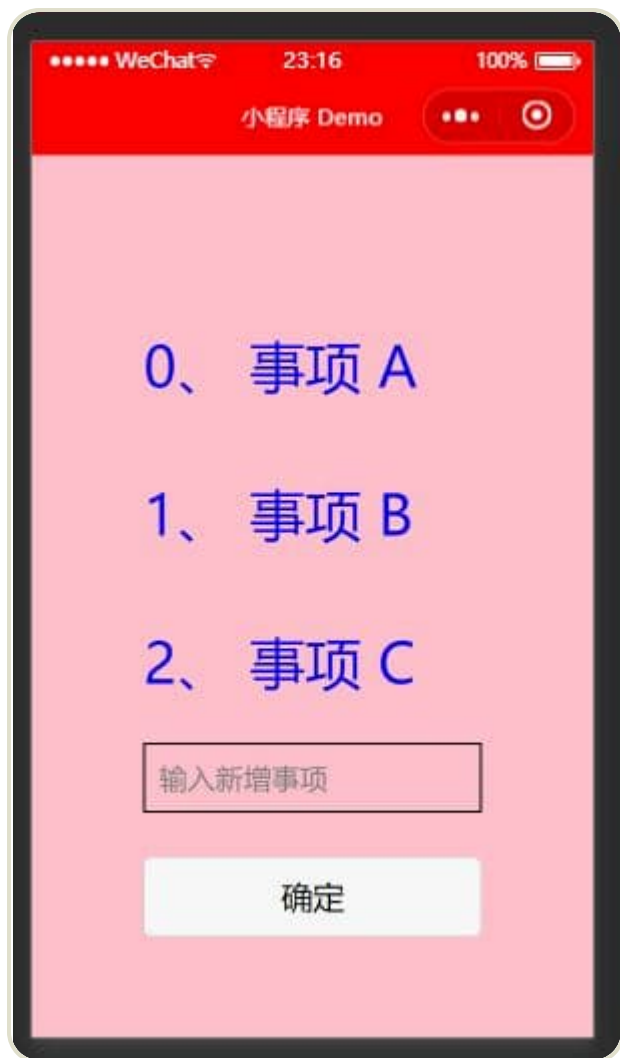 WeChat 23:16 100%
小程序 Demo
0、 事项 A
1、 事项 B
2、 事项 C
输入新增事项
确定